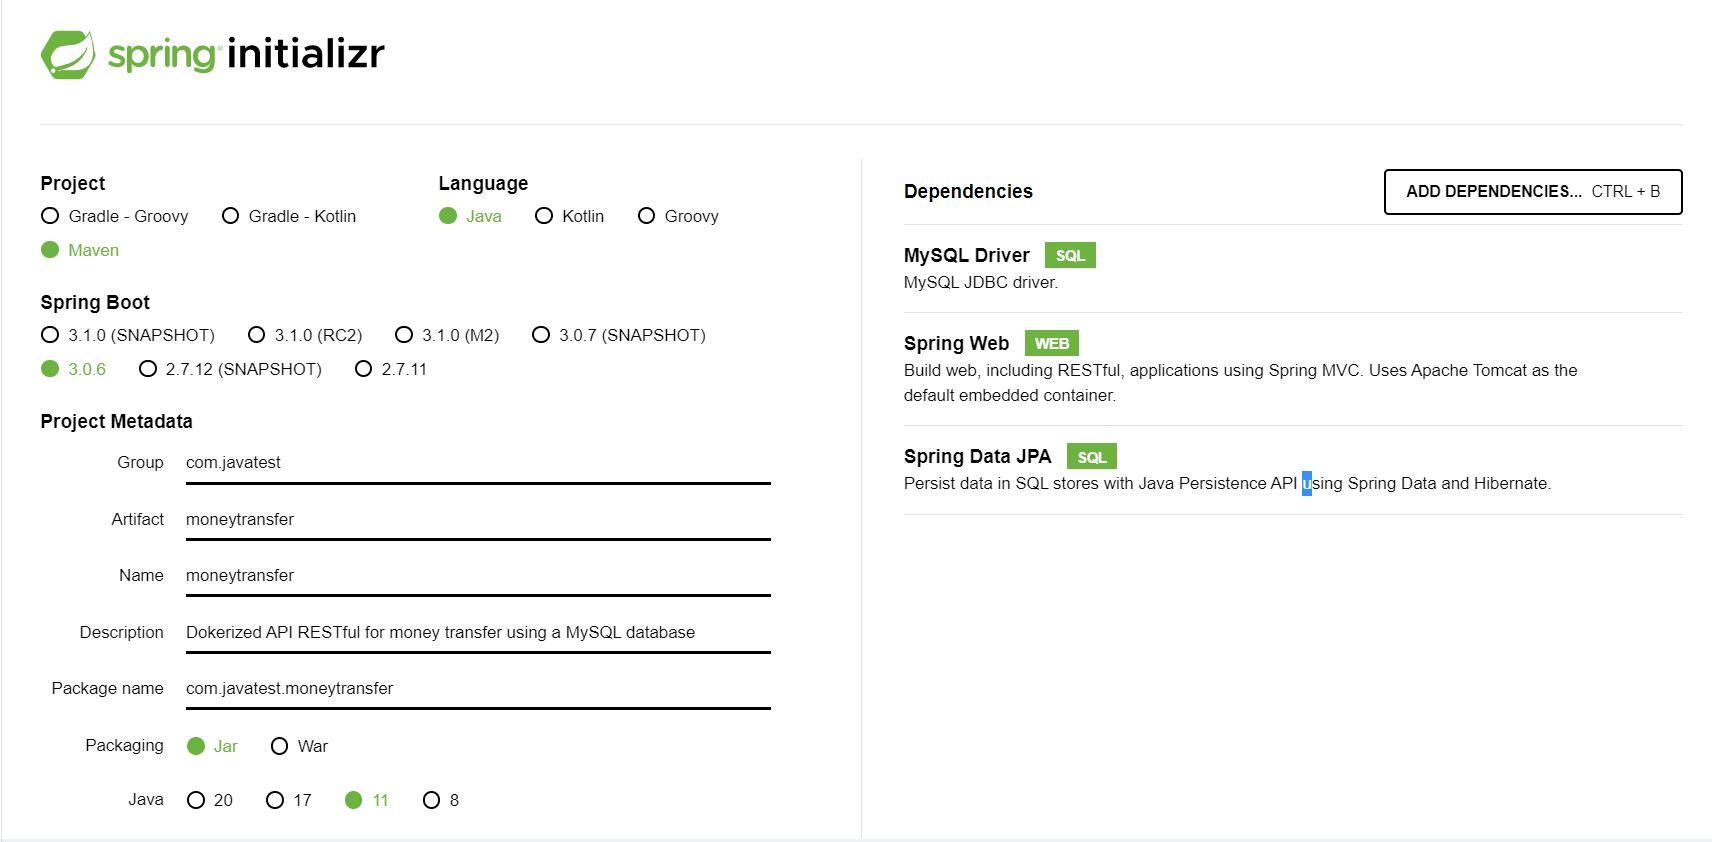 spring initializr
Project
Gradle - Groovy Gradle - Kotlin
Maven
Language
Java Kotlin Groovy
Spring Boot
3.1.0 (SNAPSHOT) 3.1.0 (RC2) 3.1.0 (M2) 3.0.7 (SNAPSHOT)
3.0.6 2.7.12 (SNAPSHOT) 2.7.11
Project Metadata
Group com.javatest
Artifact moneytransfer
Name moneytransfer
Description Dokerized API RESTful for money transfer using a MySQL database
Package name com.javatest.moneytransfer
Packaging Jar War
Java 20 17 11 8
Dependencies ADD DEPENDENCIES... CTRL + B
MySQL Driver SQL
MySQL JDBC driver.
Spring Web WEB
Build web, including RESTful, applications using Spring MVC. Uses Apache Tomcat as the
default embedded container.
Spring Data JPA SQL
Persist data in SQL stores with Java Persistence API using Spring Data and Hibernate.